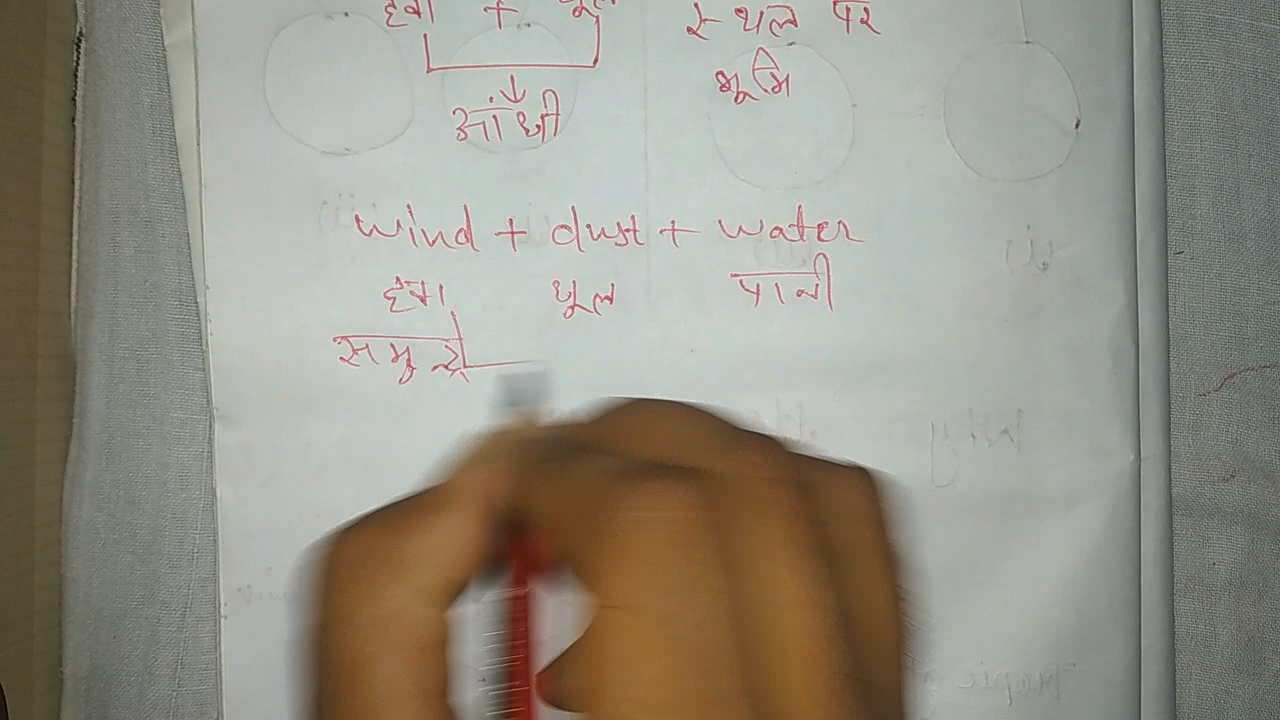 हवा + धूल स्थल पर
भूमि
आंधी
wind + dust + water
हवा धूल पानी
समुद्र